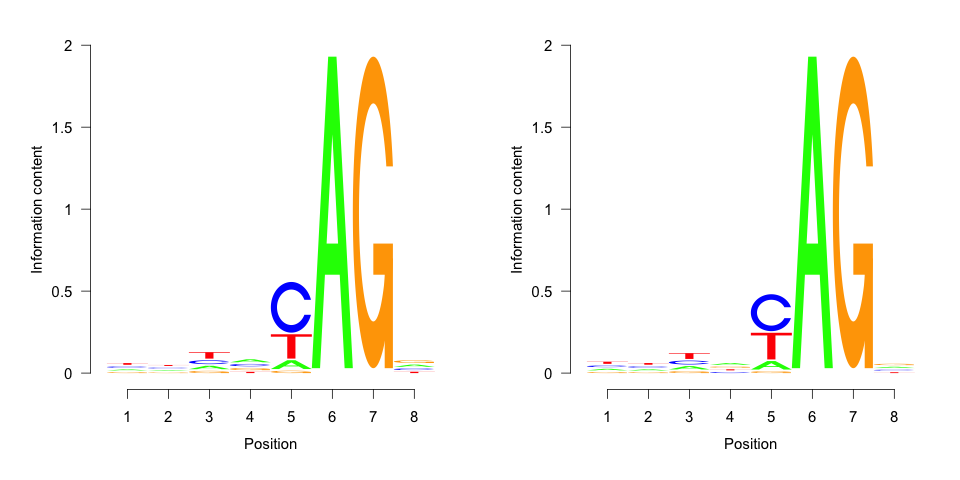 2
1.5
1
0.5
0
Information content
C
T
A
G
1 2 3 4 5 6 7 8
Position
2
1.5
1
0.5
0
Information content
C
T
A
G
1 2 3 4 5 6 7 8
Position